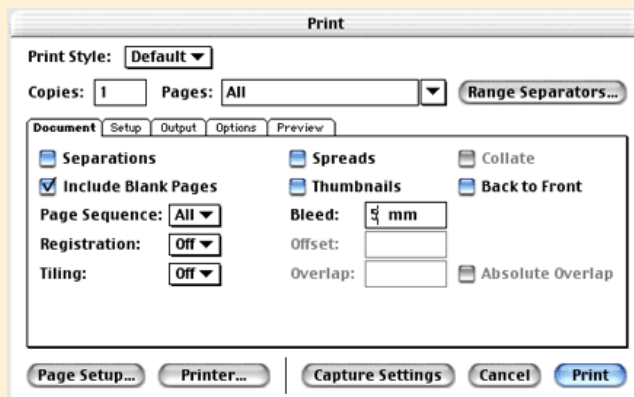 Print
Print Style: Default
Copies: 1 Pages: All Range Separators...
Document Setup Output Options Preview
Separations Spreads Collate
Include Blank Pages Thumbnails Back to Front
Page Sequence: All Bleed: 5 mm
Registration: Off Offset:
Tiling: Off Overlap: Absolute Overlap
Page Setup... Printer... Capture Settings Cancel Print